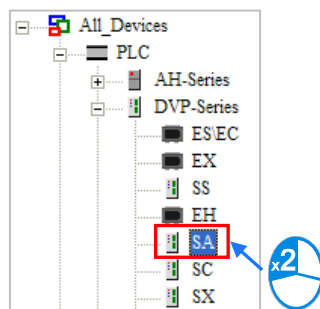 All_Devices
PLC
AH-Series
DVP-Series
ES\EC
EX
SS
EH
SA
x2
SC
SX